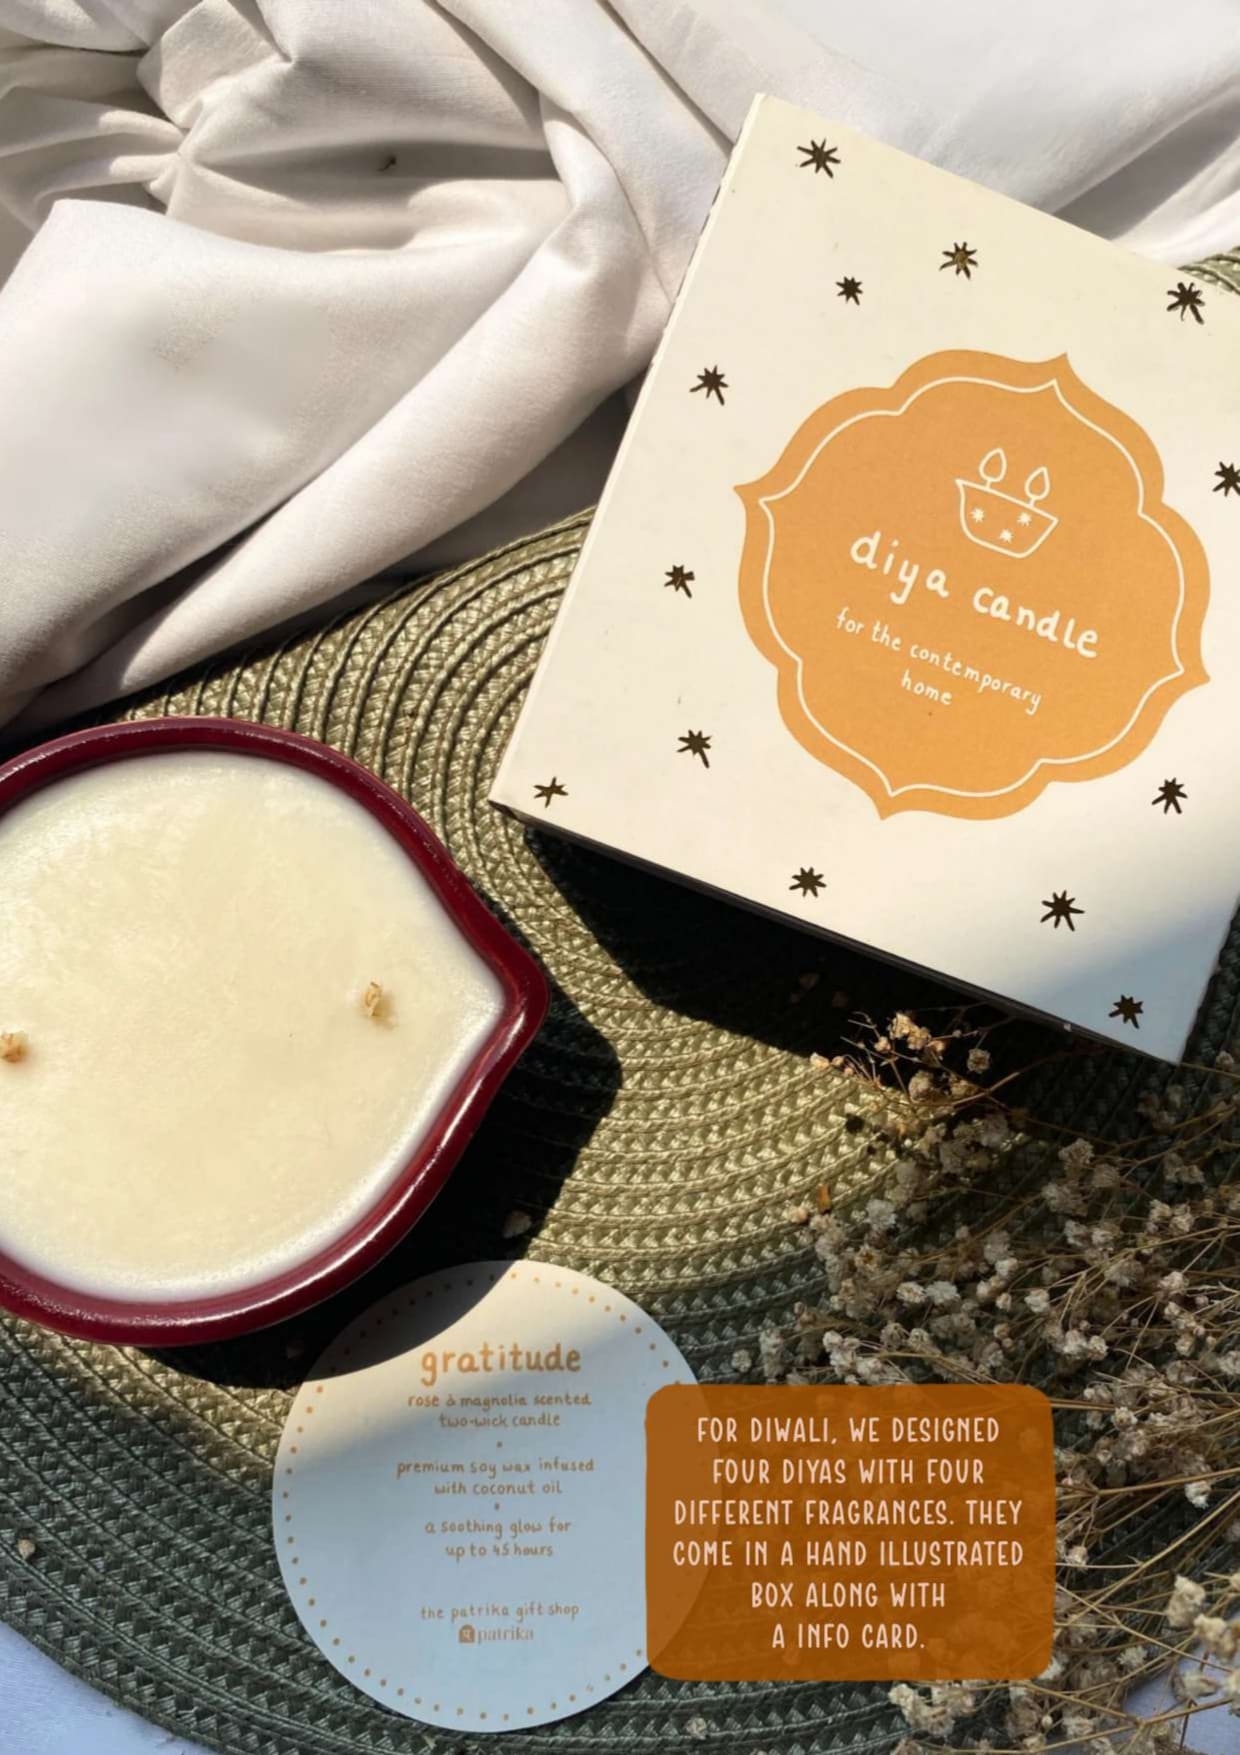 diya candle
for the contemporary
home
gratitude
rose & magnolia scented
two-wick candle
premium soy wax infused
with coconut oil
a soothing glow for
up to 45 hours
the patrika gift shop
प patrika
FOR DIWALI, WE DESIGNED
FOUR DIYAS WITH FOUR
DIFFERENT FRAGRANCES. THEY
COME IN A HAND ILLUSTRATED
BOX ALONG WITH
A INFO CARD.